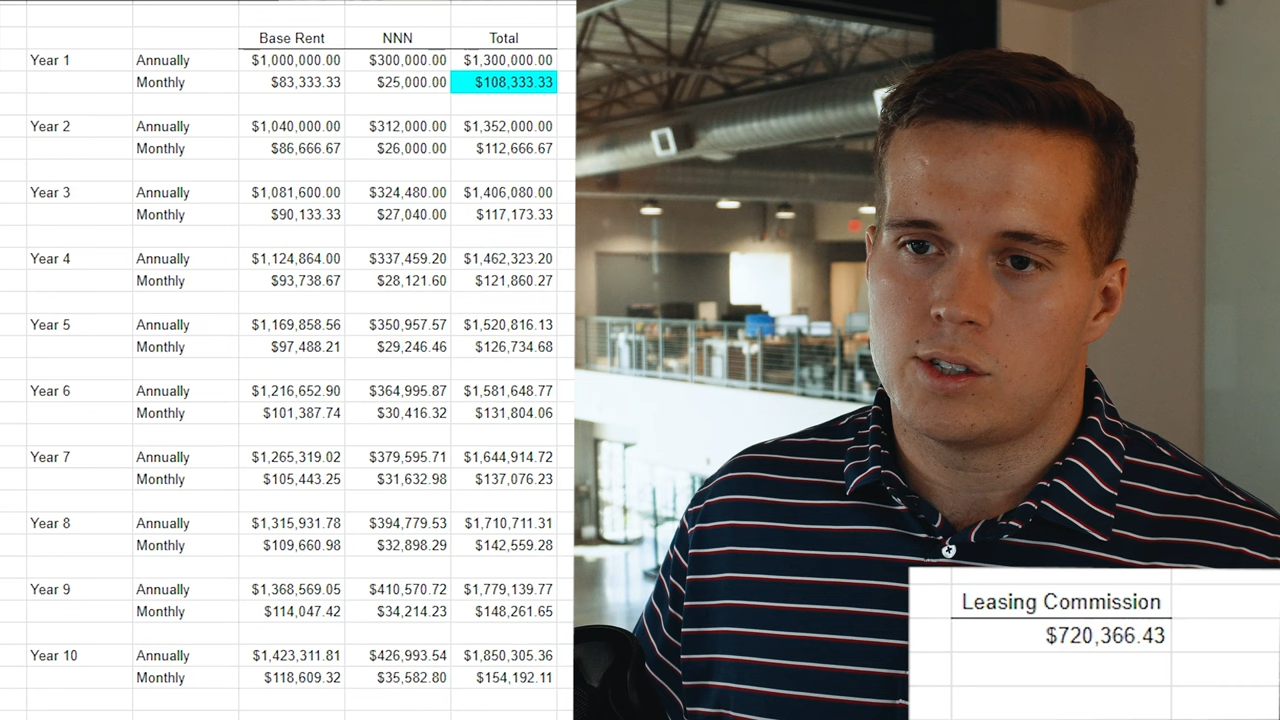 Base Rent NNN Total
Year 1 Annually $1,000,000.00 $300,000.00 $1,300,000.00
Monthly $83,333.33 $25,000.00 $108,333.33
Year 2 Annually $1,040,000.00 $312,000.00 $1,352,000.00
Monthly $86,666.67 $26,000.00 $112,666.67
Year 3 Annually $1,081,600.00 $324,480.00 $1,406,080.00
Monthly $90,133.33 $27,040.00 $117,173.33
Year 4 Annually $1,124,864.00 $337,459.20 $1,462,323.20
Monthly $93,738.67 $28,121.60 $121,860.27
Year 5 Annually $1,169,858.56 $350,957.57 $1,520,816.13
Monthly $97,488.21 $29,246.46 $126,734.68
Year 6 Annually $1,216,652.90 $364,995.87 $1,581,648.77
Monthly $101,387.74 $30,416.32 $131,804.06
Year 7 Annually $1,265,319.02 $379,595.71 $1,644,914.72
Monthly $105,443.25 $31,632.98 $137,076.23
Year 8 Annually $1,315,931.78 $394,779.53 $1,710,711.31
Monthly $109,660.98 $32,898.29 $142,559.28
Year 9 Annually $1,368,569.05 $410,570.72 $1,779,139.77
Monthly $114,047.42 $34,214.23 $148,261.65
Year 10 Annually $1,423,311.81 $426,993.54 $1,850,305.36
Monthly $118,609.32 $35,582.80 $154,192.11
Leasing Commission
$720,366.43